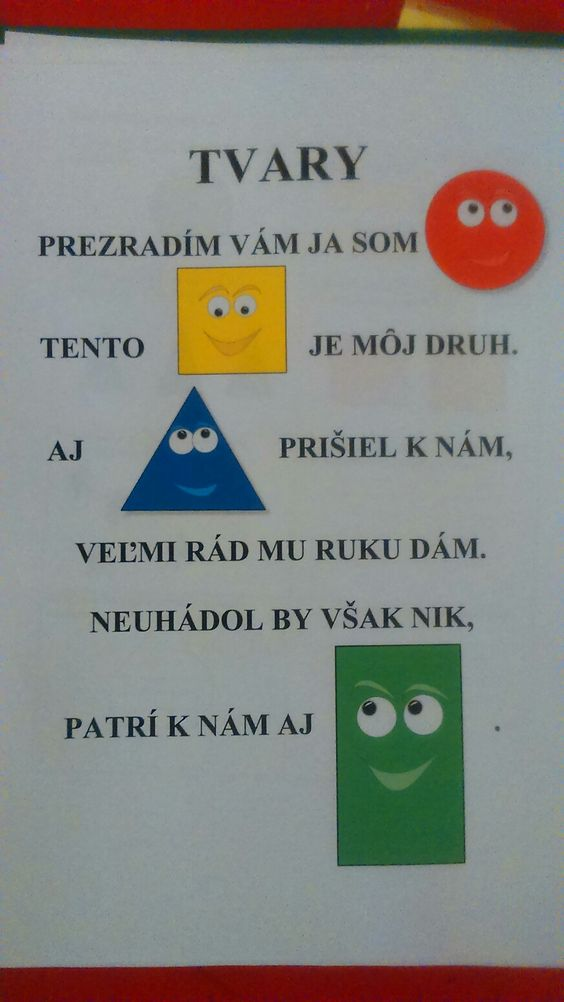 TVARY
PREZRADÍM VÁM JA SOM
TENTO JE MÔJ DRUH.
AJ PRIŠIEL K NÁM,
VEĽMI RÁD MU RUKU DÁM.
NEUHÁDOL BY VŠAK NIK,
PATRÍ K NÁM AJ .